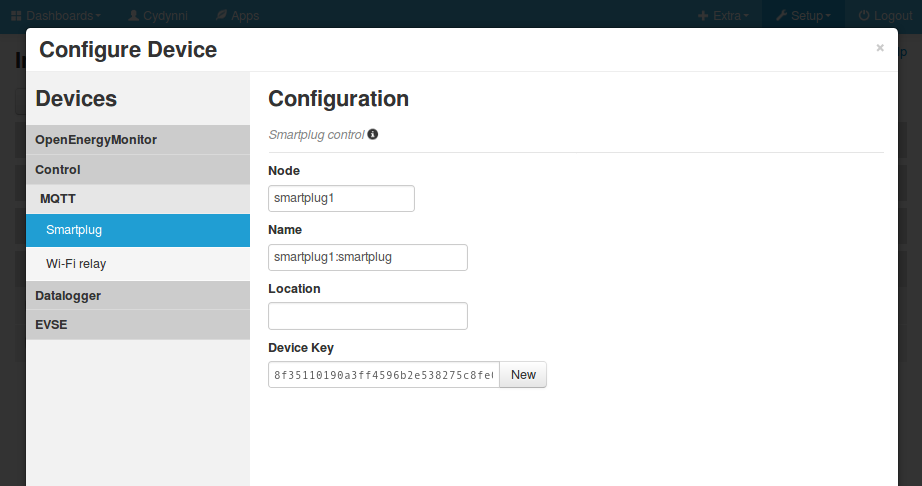 Dashboards
Cydynni
Apps
Extra
Setup
Logout
Configure Device
×
Devices
OpenEnergyMonitor
Control
MQTT
Smartplug
Wi-Fi relay
Datalogger
EVSE
Configuration
Smartplug control
Node
smartplug1
Name
smartplug1:smartplug
Location
Device Key
8f35110190a3ff4596b2e538275c8fe
New